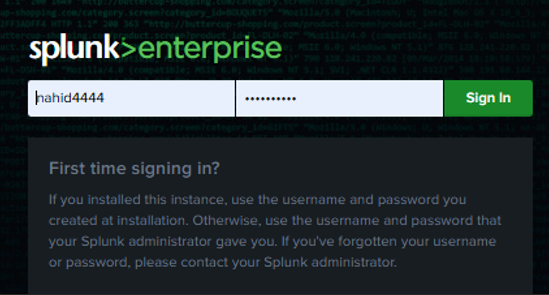 splunk>enterprise
nahid4444 •••••••••• Sign In
First time signing in?
If you installed this instance, use the username and password you
created at installation. Otherwise, use the username and password that
your Splunk administrator gave you. If you've forgotten your username
or password, please contact your Splunk administrator.